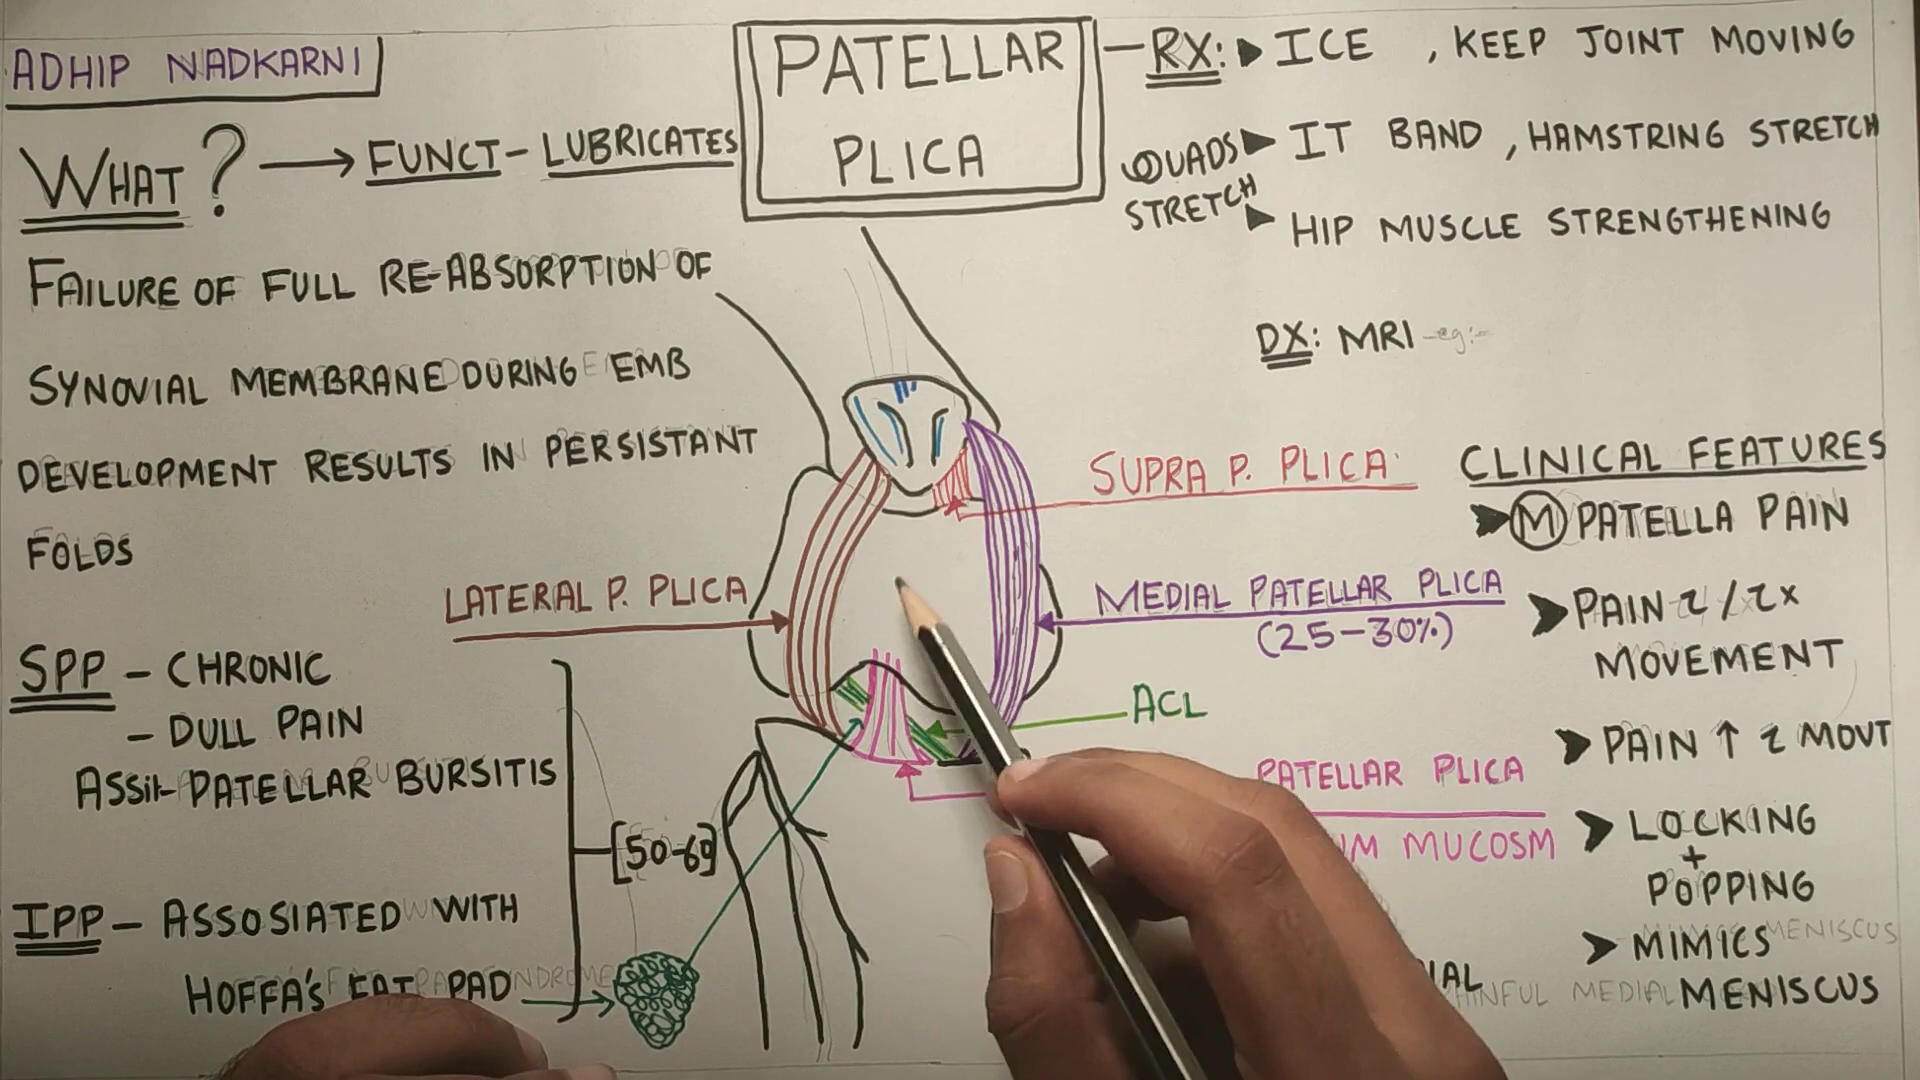 ADHIP NADKARNI
WHAT? → FUNCT - LUBRICATES
FAILURE OF FULL RE-ABSORPTION OF
SYNOVIAL MEMBRANE DURING EMB
DEVELOPMENT RESULTS IN PERSISTANT
FOLDS
SPP - CHRONIC
- DULL PAIN
PATELLAR BURSITIS
[50-60]
IPP - ASSOSIATED WITH
HOFFA'S FAT PAD
PATELLAR
PLICA
LATERAL P. PLICA
SUPRA P. PLICA
MEDIAL PATELLAR PLICA
(25-30%)
ACL
PATELLAR PLICA
MUCOSM
RX: ICE , KEEP JOINT MOVING
QUADS
STRETCH
IT BAND , HAMSTRING STRETCH
HIP MUSCLE STRENGTHENING
DX: MRI eg:-
CLINICAL FEATURES
M PATELLA PAIN
PAIN
MOVEMENT
PAIN ↑ MOVT
LOCKING
+
POPPING
MIMICS
MENISCUS